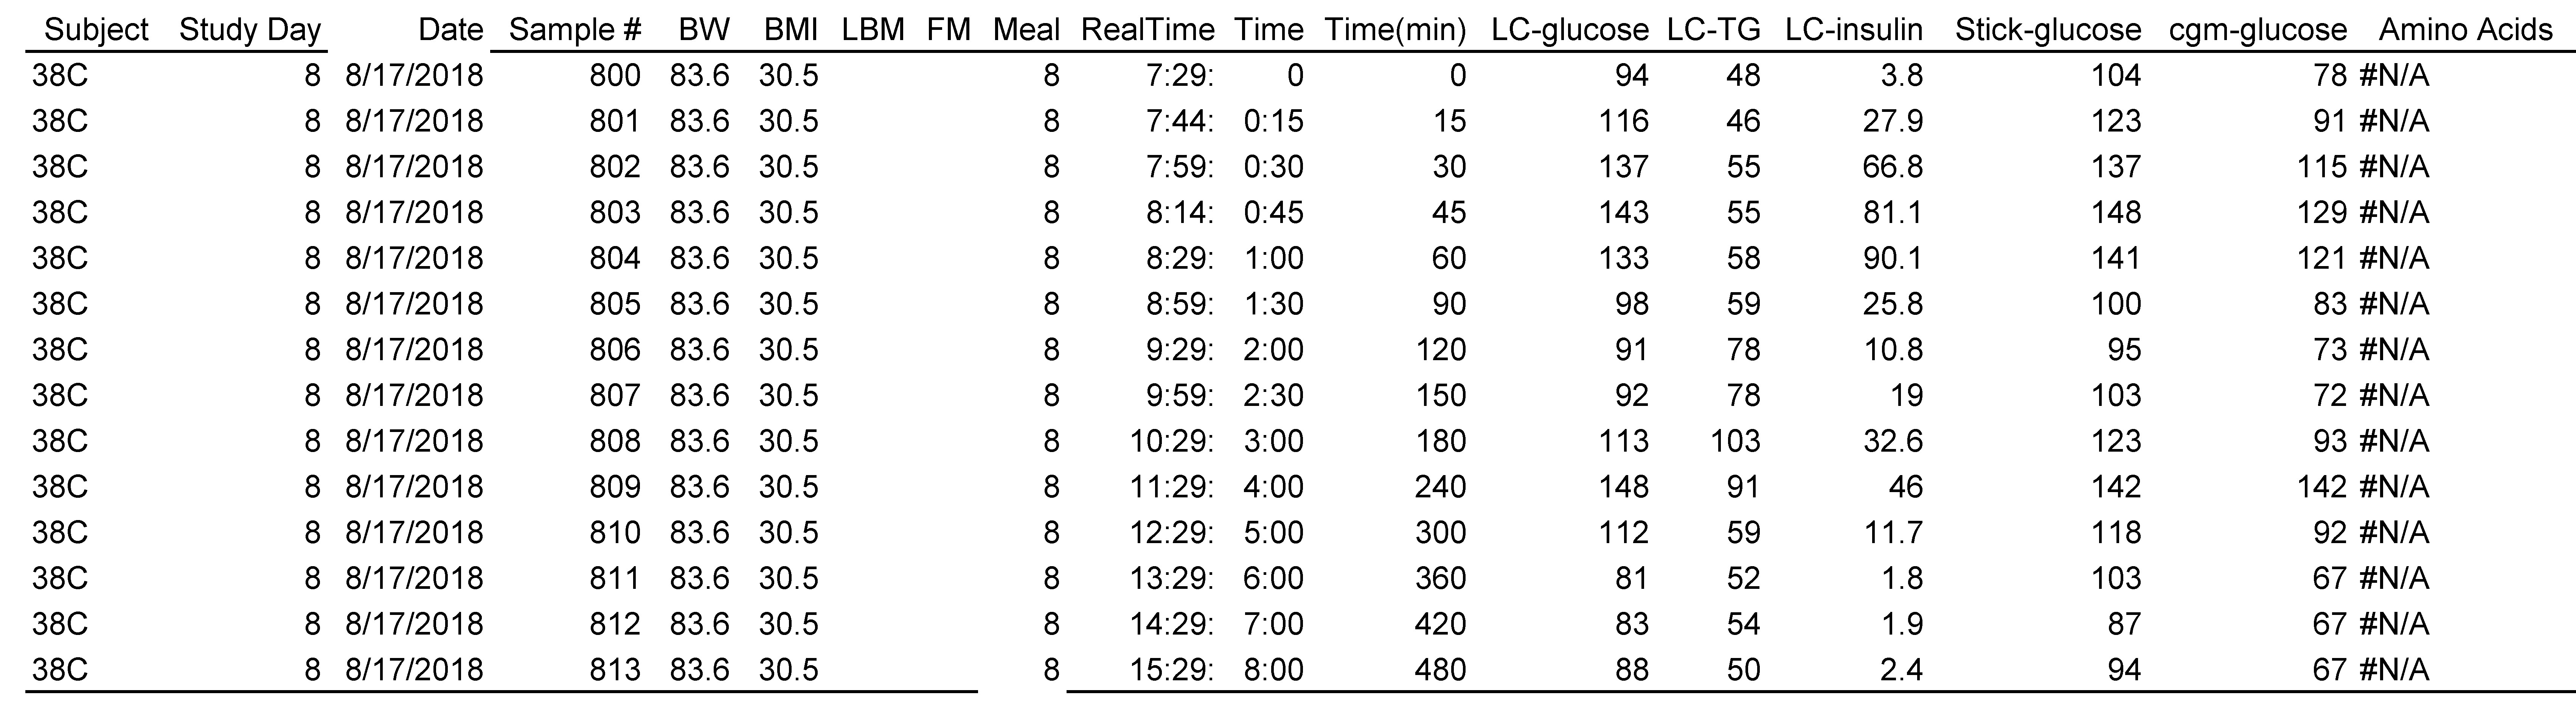 Subject Study Day Date Sample # BW BMI LBM FM Meal RealTime Time Time(min) LC-glucose LC-TG LC-insulin Stick-glucose cgm-glucose Amino Acids
38C 8 8/17/2018 800 83.6 30.5 8 7:29: 0 0 94 48 3.8 104 78 #N/A
38C 8 8/17/2018 801 83.6 30.5 8 7:44: 0:15 15 116 46 27.9 123 91 #N/A
38C 8 8/17/2018 802 83.6 30.5 8 7:59: 0:30 30 137 55 66.8 137 115 #N/A
38C 8 8/17/2018 803 83.6 30.5 8 8:14: 0:45 45 143 55 81.1 148 129 #N/A
38C 8 8/17/2018 804 83.6 30.5 8 8:29: 1:00 60 133 58 90.1 141 121 #N/A
38C 8 8/17/2018 805 83.6 30.5 8 8:59: 1:30 90 98 59 25.8 100 83 #N/A
38C 8 8/17/2018 806 83.6 30.5 8 9:29: 2:00 120 91 78 10.8 95 73 #N/A
38C 8 8/17/2018 807 83.6 30.5 8 9:59: 2:30 150 92 78 19 103 72 #N/A
38C 8 8/17/2018 808 83.6 30.5 8 10:29: 3:00 180 113 103 32.6 123 93 #N/A
38C 8 8/17/2018 809 83.6 30.5 8 11:29: 4:00 240 148 91 46 142 142 #N/A
38C 8 8/17/2018 810 83.6 30.5 8 12:29: 5:00 300 112 59 11.7 118 92 #N/A
38C 8 8/17/2018 811 83.6 30.5 8 13:29: 6:00 360 81 52 1.8 103 67 #N/A
38C 8 8/17/2018 812 83.6 30.5 8 14:29: 7:00 420 83 54 1.9 87 67 #N/A
38C 8 8/17/2018 813 83.6 30.5 8 15:29: 8:00 480 88 50 2.4 94 67 #N/A